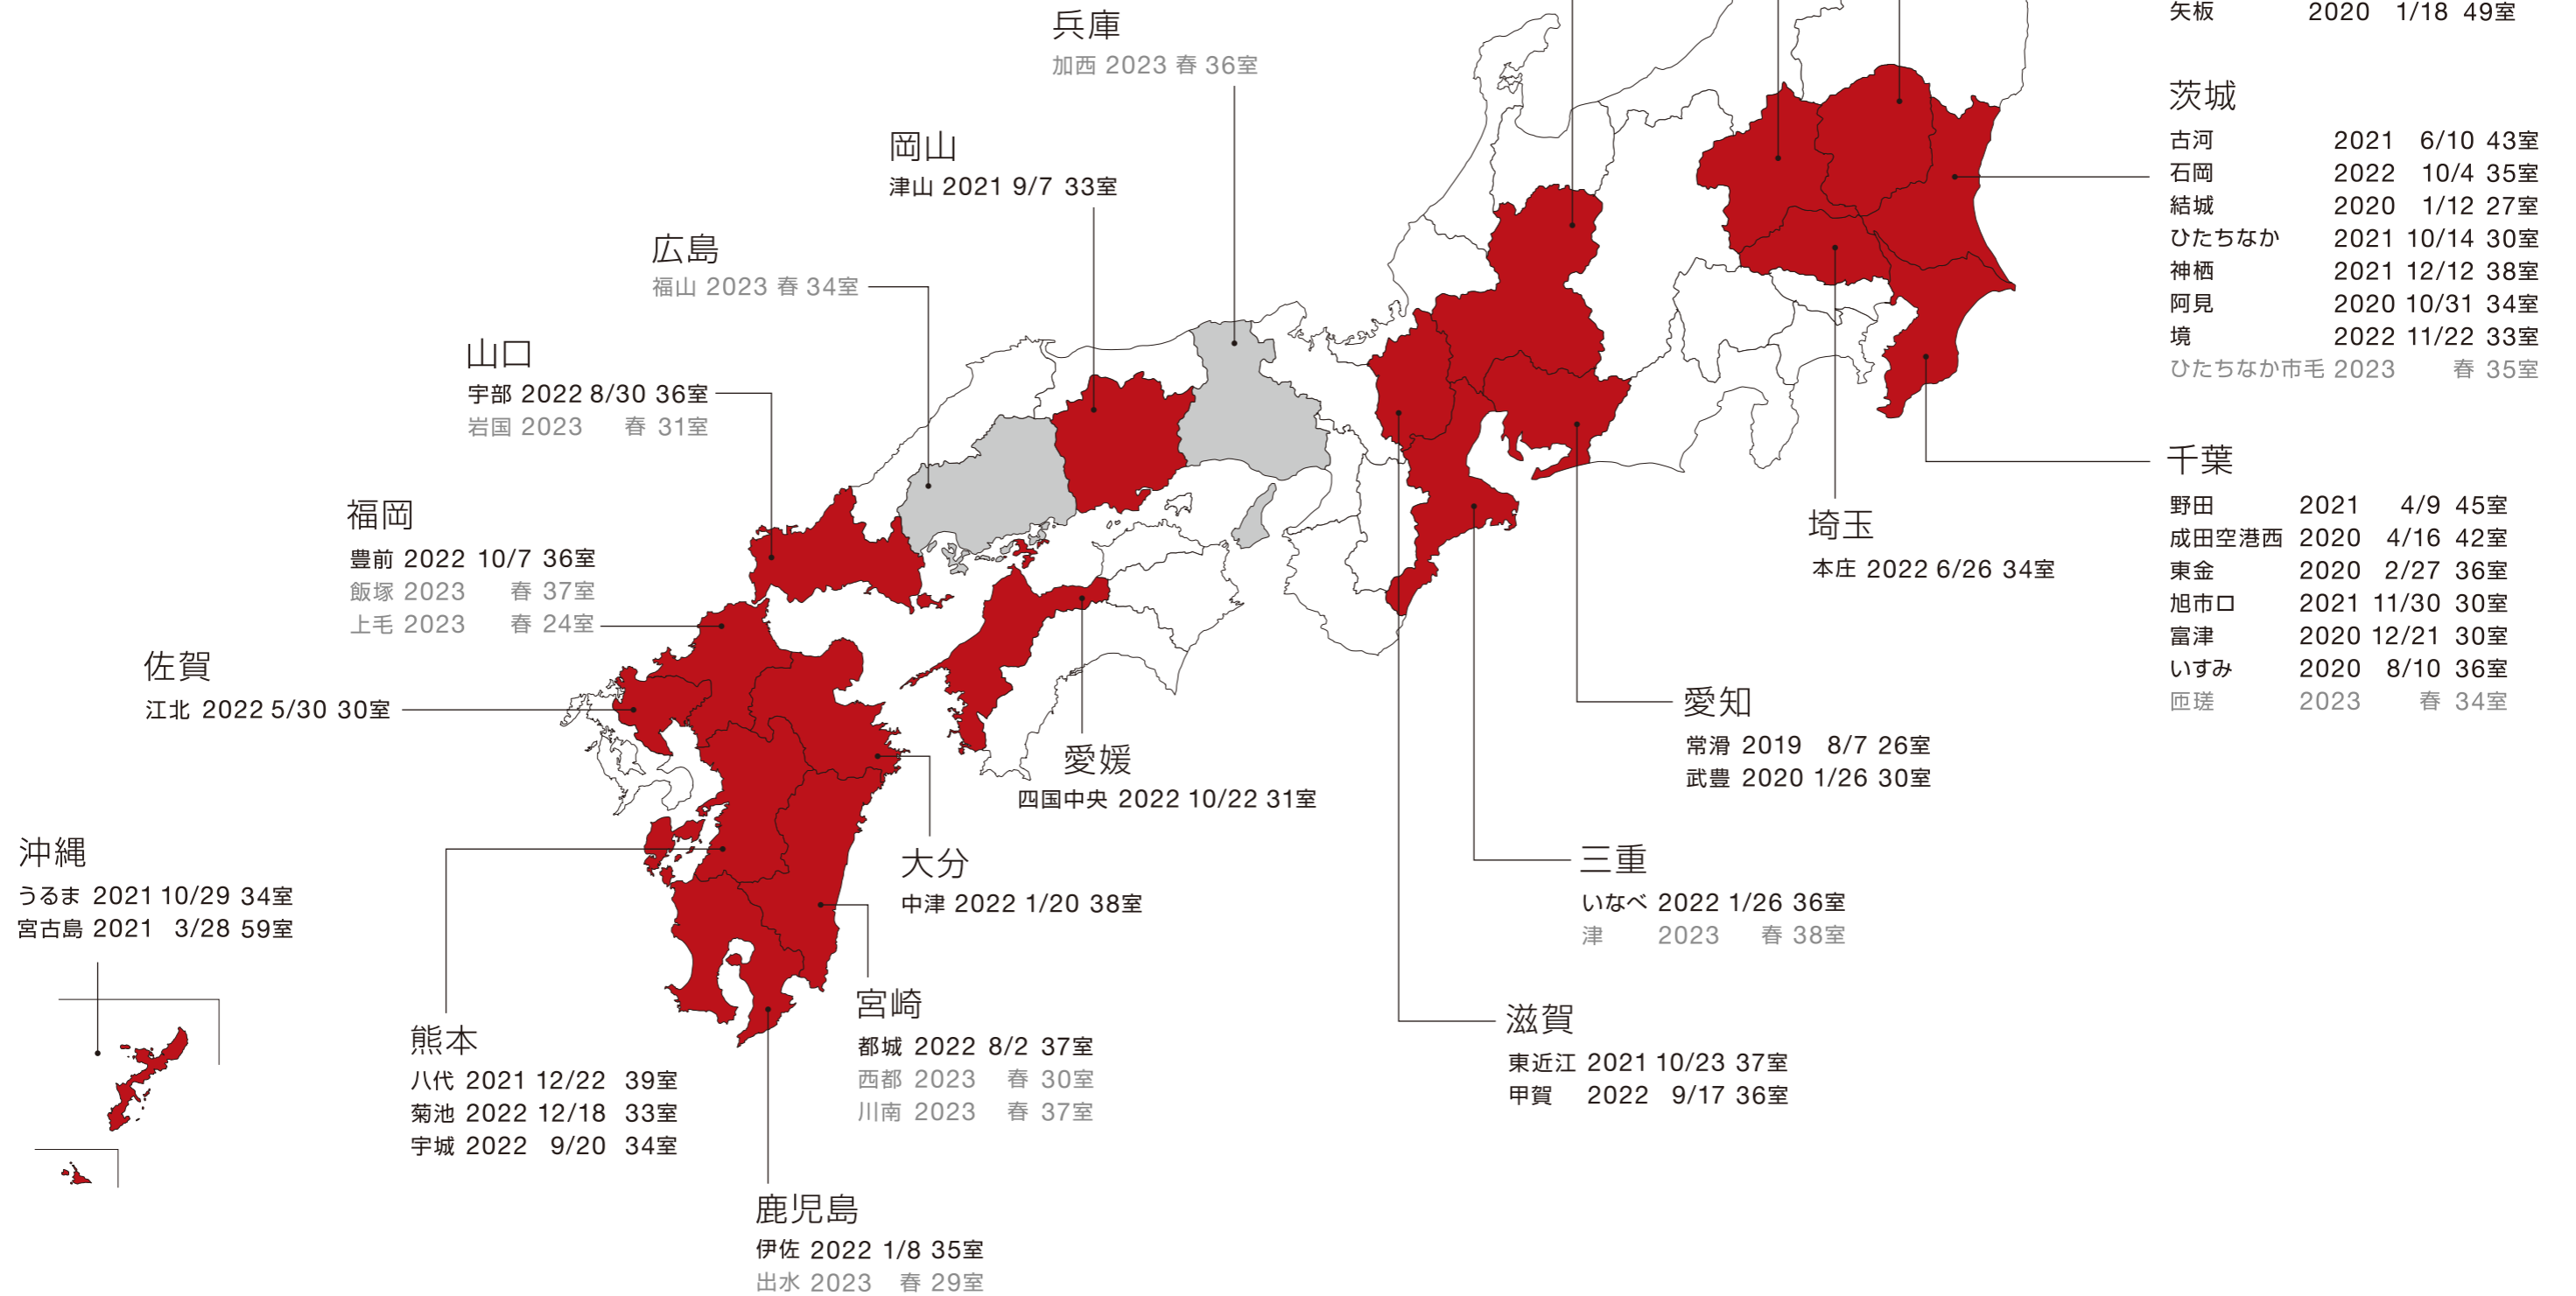 兵庫
加西 2023 春 36室
岡山
津山 2021 9/7 33室
広島
福山 2023 春 34室
山口
宇部 2022 8/30 36室
岩国 2023 春 31室
福岡
豊前 2022 10/7 36室
飯塚 2023 春 37室
上毛 2023 春 24室
佐賀
江北 2022 5/30 30室
沖縄
うるま 2021 10/29 34室
宮古島 2021 3/28 59室
熊本
八代 2021 12/22 39室
菊池 2022 12/18 33室
宇城 2022 9/20 34室
鹿児島
伊佐 2022 1/8 35室
出水 2023 春 29室
宮崎
都城 2022 8/2 37室
西都 2023 春 30室
川南 2023 春 37室
大分
中津 2022 1/20 38室
愛媛
四国中央 2022 10/22 31室
滋賀
東近江 2021 10/23 37室
甲賀 2022 9/17 36室
三重
いなべ 2022 1/26 36室
津 2023 春 38室
愛知
常滑 2019 8/7 26室
武豊 2020 1/26 30室
埼玉
本庄 2022 6/26 34室
矢板 2020 1/18 49室
茨城
古河 2021 6/10 43室
石岡 2022 10/4 35室
結城 2020 1/12 27室
ひたちなか 2021 10/14 30室
神栖 2021 12/12 38室
阿見 2020 10/31 34室
境 2022 11/22 33室
ひたちなか市毛 2023 春 35室
千葉
野田 2021 4/9 45室
成田空港西 2020 4/16 42室
東金 2020 2/27 36室
旭市ロ 2021 11/30 30室
富津 2020 12/21 30室
いすみ 2020 8/10 36室
匝瑳 2023 春 34室